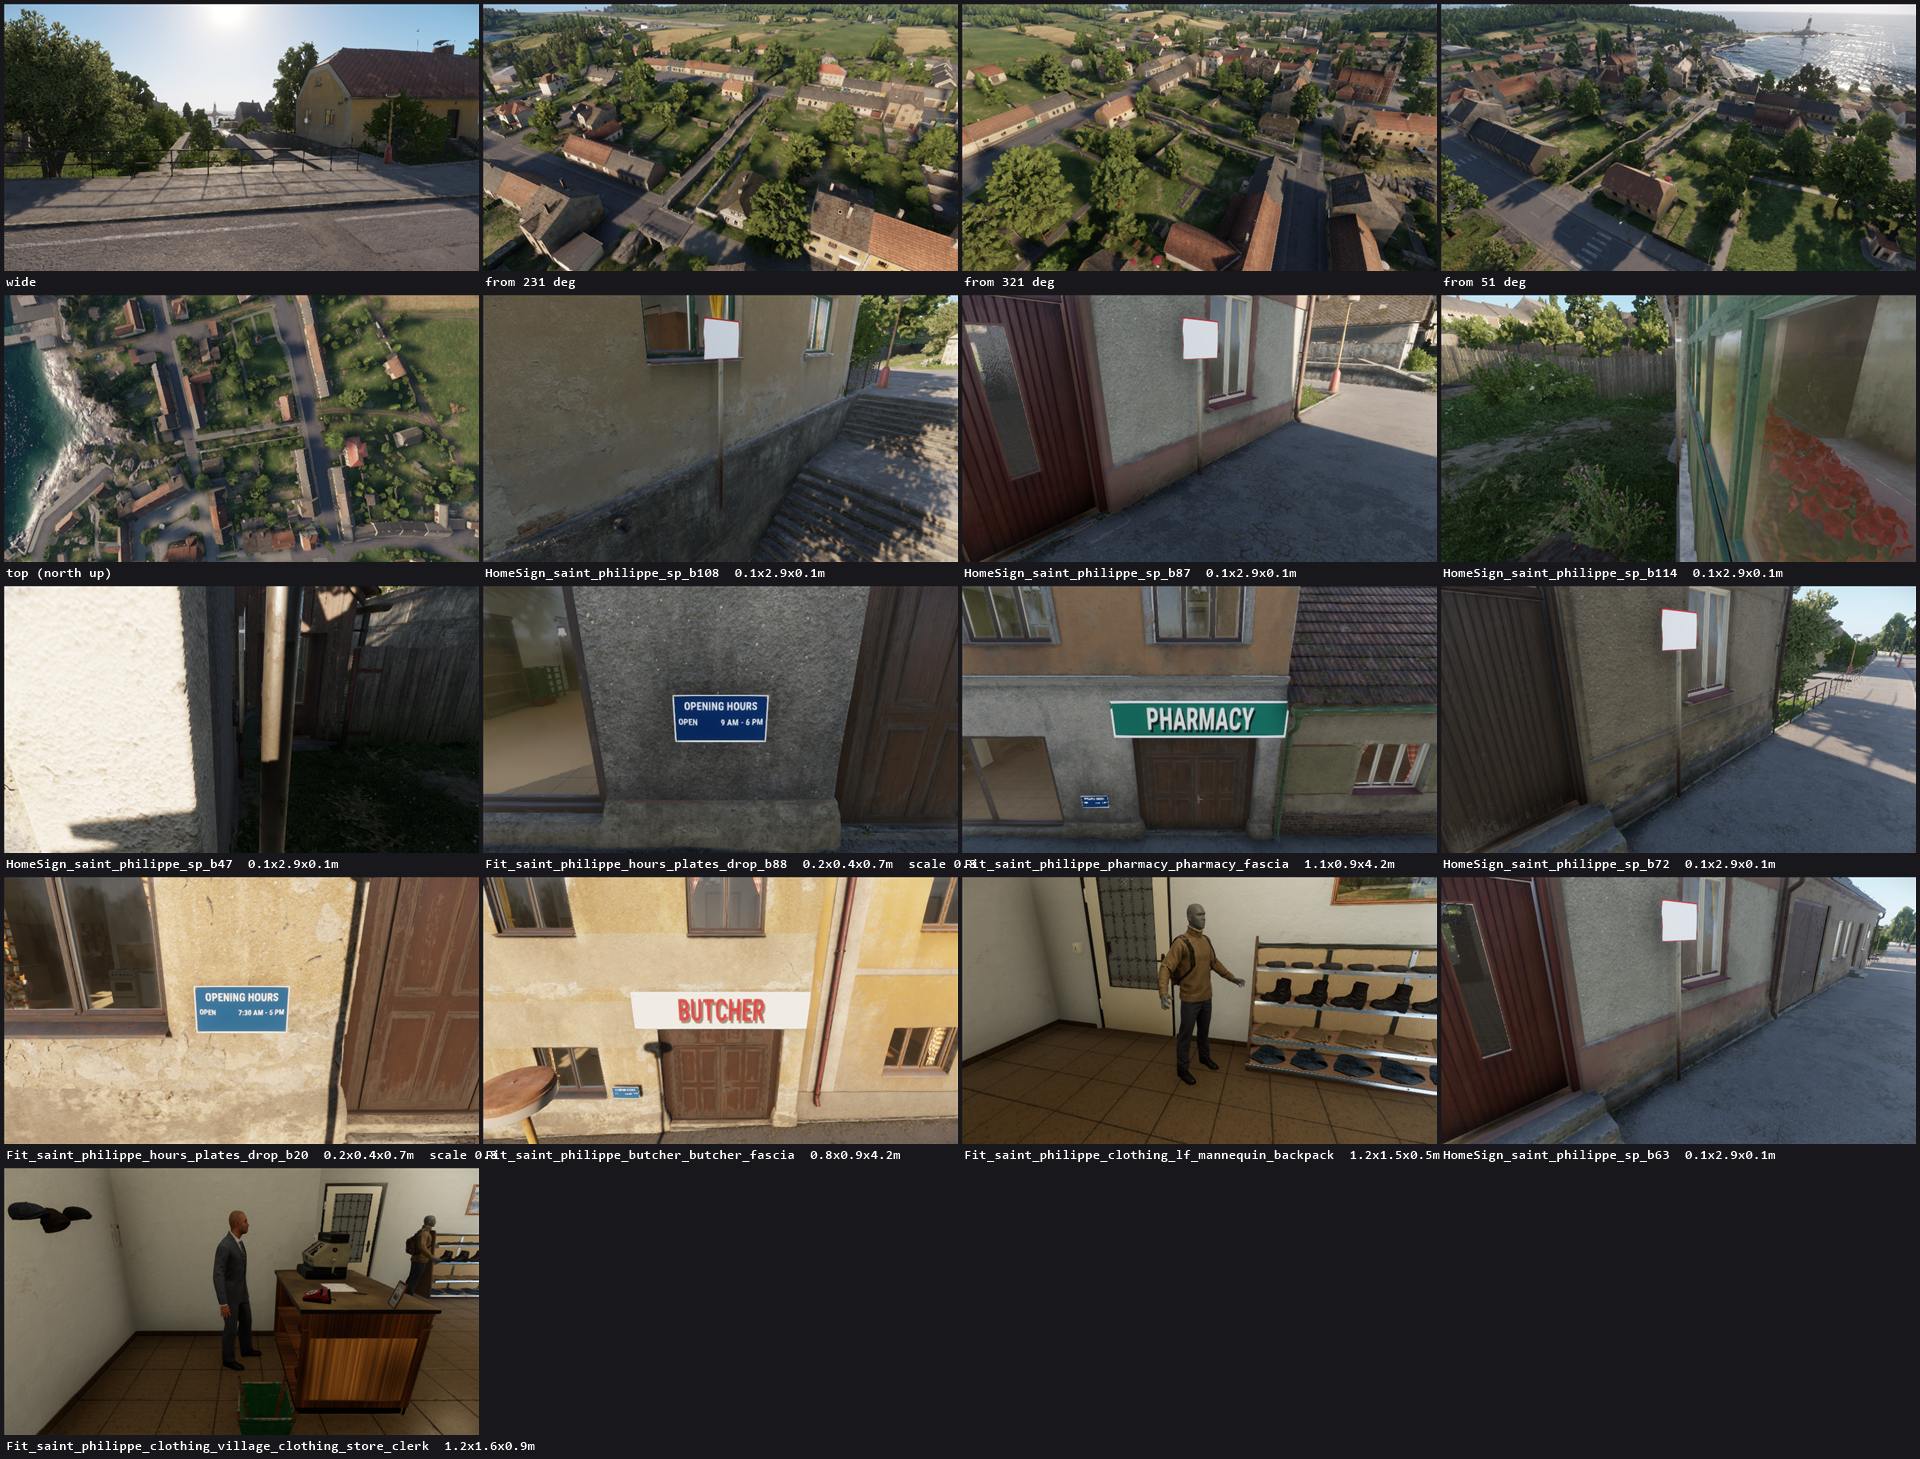 wide
from 231 deg
from 321 deg
from 51 deg
top (north up)
HomeSign_saint_philippe_sp_b108 0.1x2.9x0.1m
HomeSign_saint_philippe_sp_b87 0.1x2.9x0.1m
HomeSign_saint_philippe_sp_b114 0.1x2.9x0.1m
OPENING HOURS
OPEN 9 AM - 6 PM
PHARMACY
HomeSign_saint_philippe_sp_b47 0.1x2.9x0.1m
Fit_saint_philippe_hours_plates_drop_b88 0.2x0.4x0.7m scale
Fit_saint_philippe_pharmacy_pharmacy_fascia 1.1x0.9x4.2m
HomeSign_saint_philippe_sp_b72 0.1x2.9x0.1m
OPENING HOURS
OPEN 7:30 AM - 5 PM
BUTCHER
Fit_saint_philippe_hours_plates_drop_b20 0.2x0.4x0.7m scale
Fit_saint_philippe_butcher_butcher_fascia 0.8x0.9x4.2m
Fit_saint_philippe_clothing_lf_mannequin_backpack 1.2x1.5x0.5m
HomeSign_saint_philippe_sp_b63 0.1x2.9x0.1m
Fit_saint_philippe_clothing_village_clothing_store_clerk 1.2x1.6x0.9m